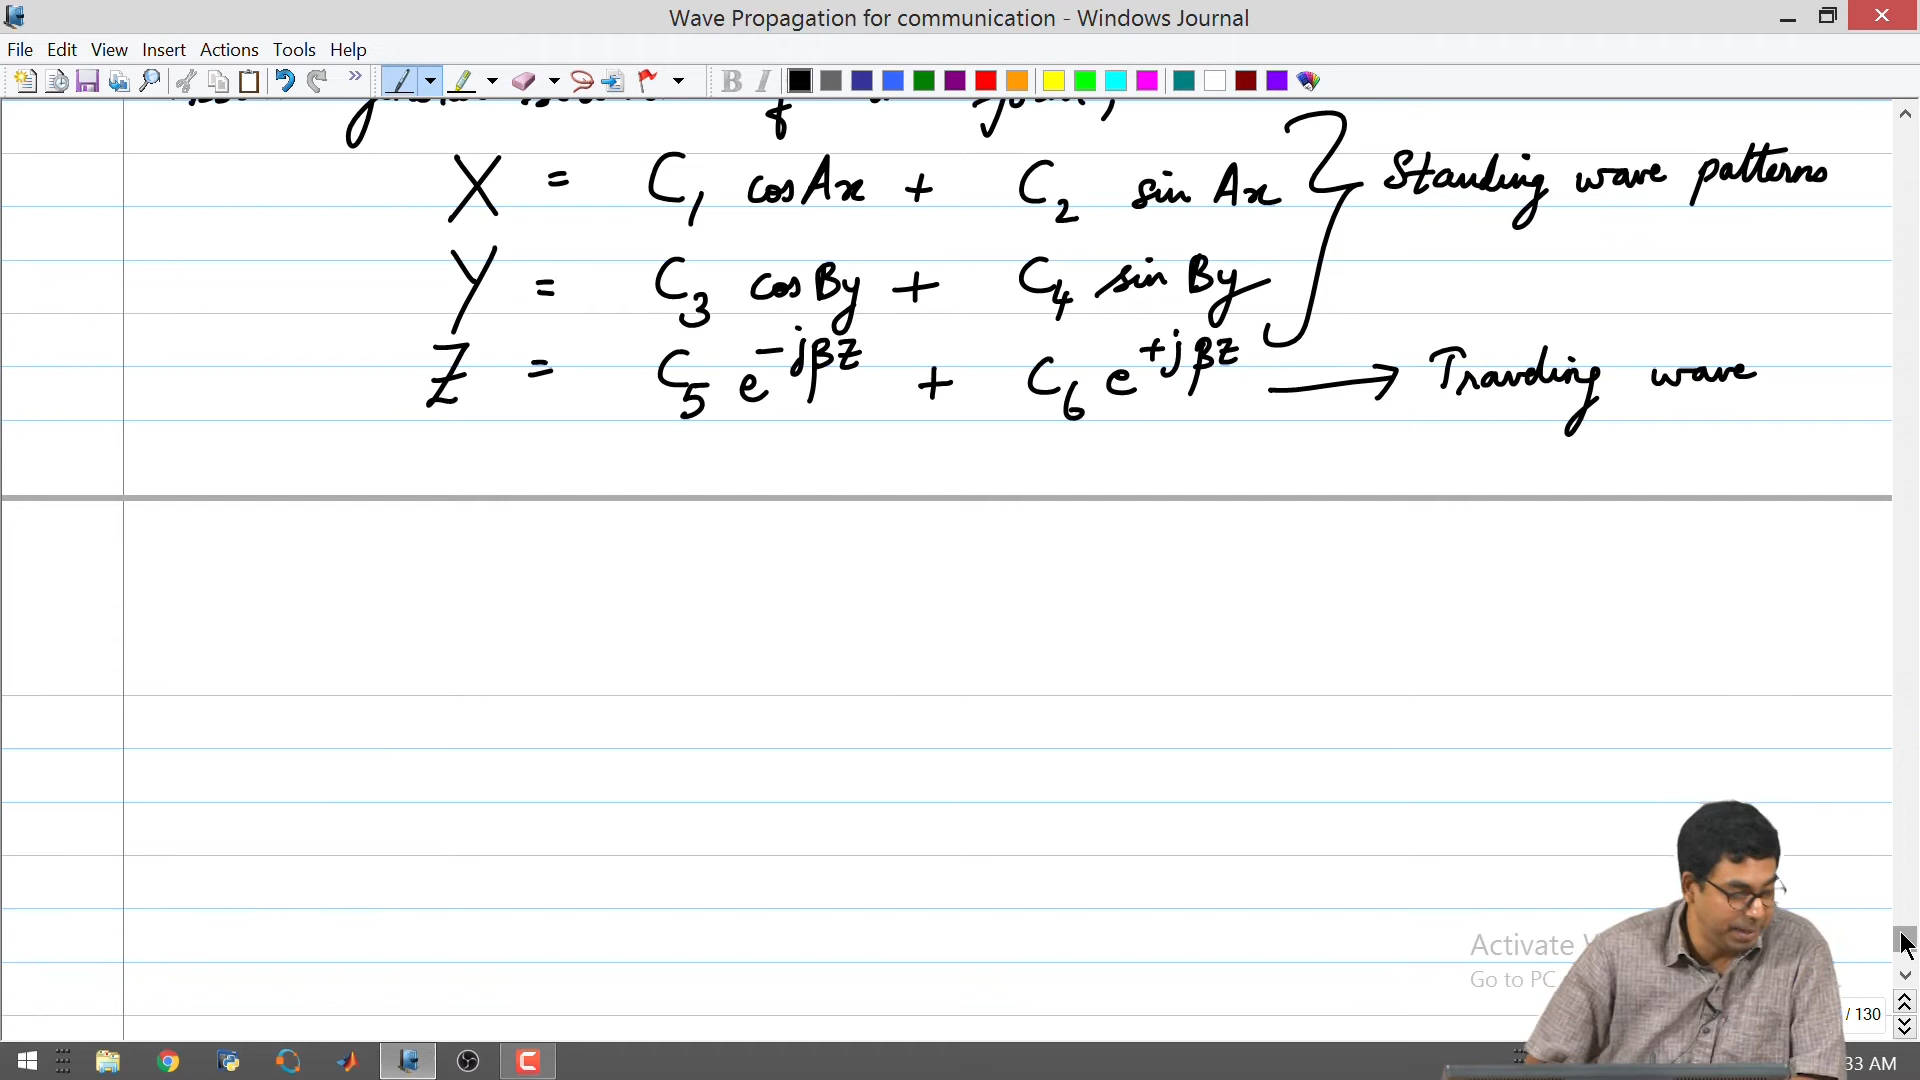 Wave Propagation for communication - Windows Journal
File Edit View Insert Actions Tools Help
B I
X = C1 cos Ax + C2 sin Ax } Standing wave patterns
Y = C3 cos By + C4 sin By
Z = C5 e^-jβz + C6 e^+jβz → Traveling wave
Activate
Go to PC
/ 130
33 AM